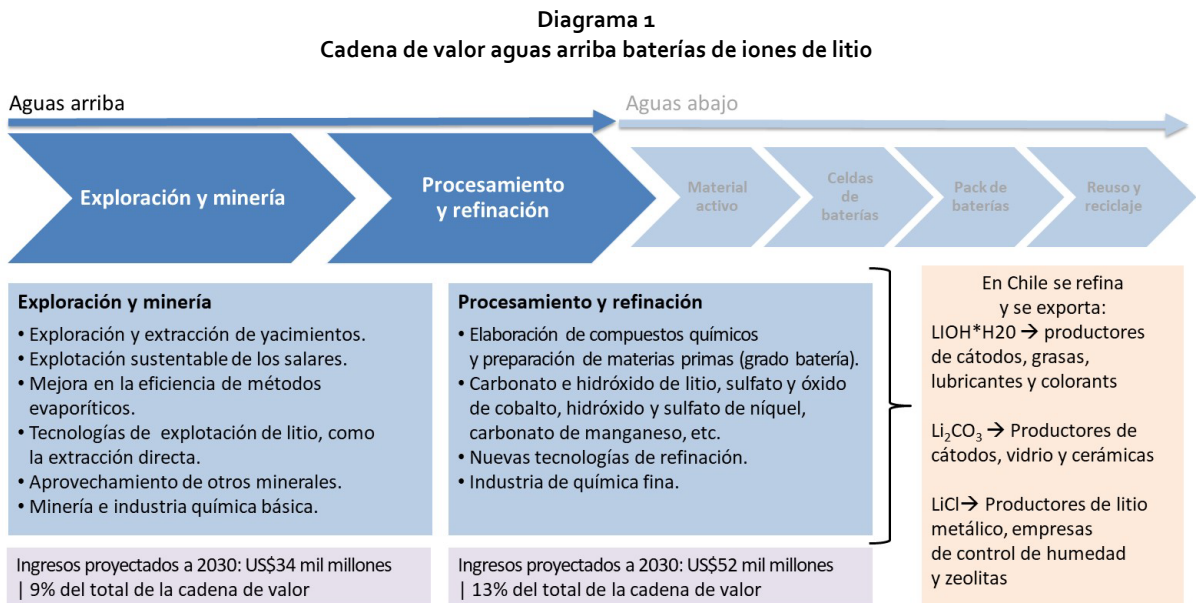 Diagrama 1
Cadena de valor aguas arriba baterías de iones de litio
Aguas arriba
Aguas abajo
Exploración y minería
Procesamiento
y refinación
Material
activo
Celdas
de
baterías
Pack de
baterías
Reuso y
reciclaje
Exploración y minería
• Exploración y extracción de yacimientos.
• Explotación sustentable de los salares.
• Mejora en la eficiencia de métodos
evaporíticos.
• Tecnologías de explotación de litio, como
la extracción directa.
• Aprovechamiento de otros minerales.
• Minería e industria química básica.
Ingresos proyectados a 2030: US$34 mil millones
| 9% del total de la cadena de valor
Procesamiento y refinación
• Elaboración de compuestos químicos
y preparación de materias primas (grado batería).
• Carbonato e hidróxido de litio, sulfato y óxido
de cobalto, hidróxido y sulfato de níquel,
carbonato de manganeso, etc.
• Nuevas tecnologías de refinación.
• Industria de química fina.
Ingresos proyectados a 2030: US$52 mil millones
| 13% del total de la cadena de valor
En Chile se refina
y se exporta:
LIOH*H20 → productores
de cátodos, grasas,
lubricantes y colorants
Li₂CO₃ → Productores de
cátodos, vidrio y cerámicas
LiCl→ Productores de litio
metálico, empresas
de control de humedad
y zeolitas